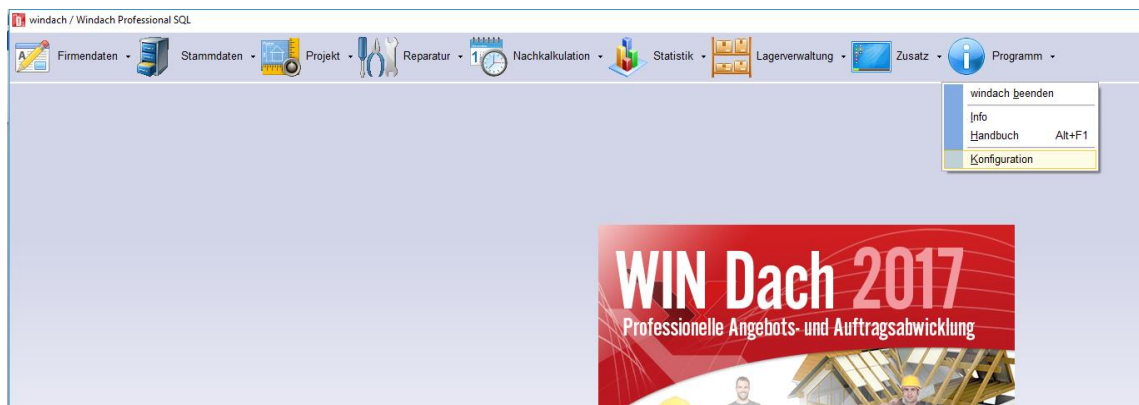 windach / Windach Professional SQL
Firmendaten Stammdaten Projekt Reparatur Nachkalkulation Statistik Lagerverwaltung Zusatz Programm
windach beenden
Info
Handbuch Alt+F1
Konfiguration
WIN Dach 2017
Professionelle Angebots- und Auftragsabwicklung